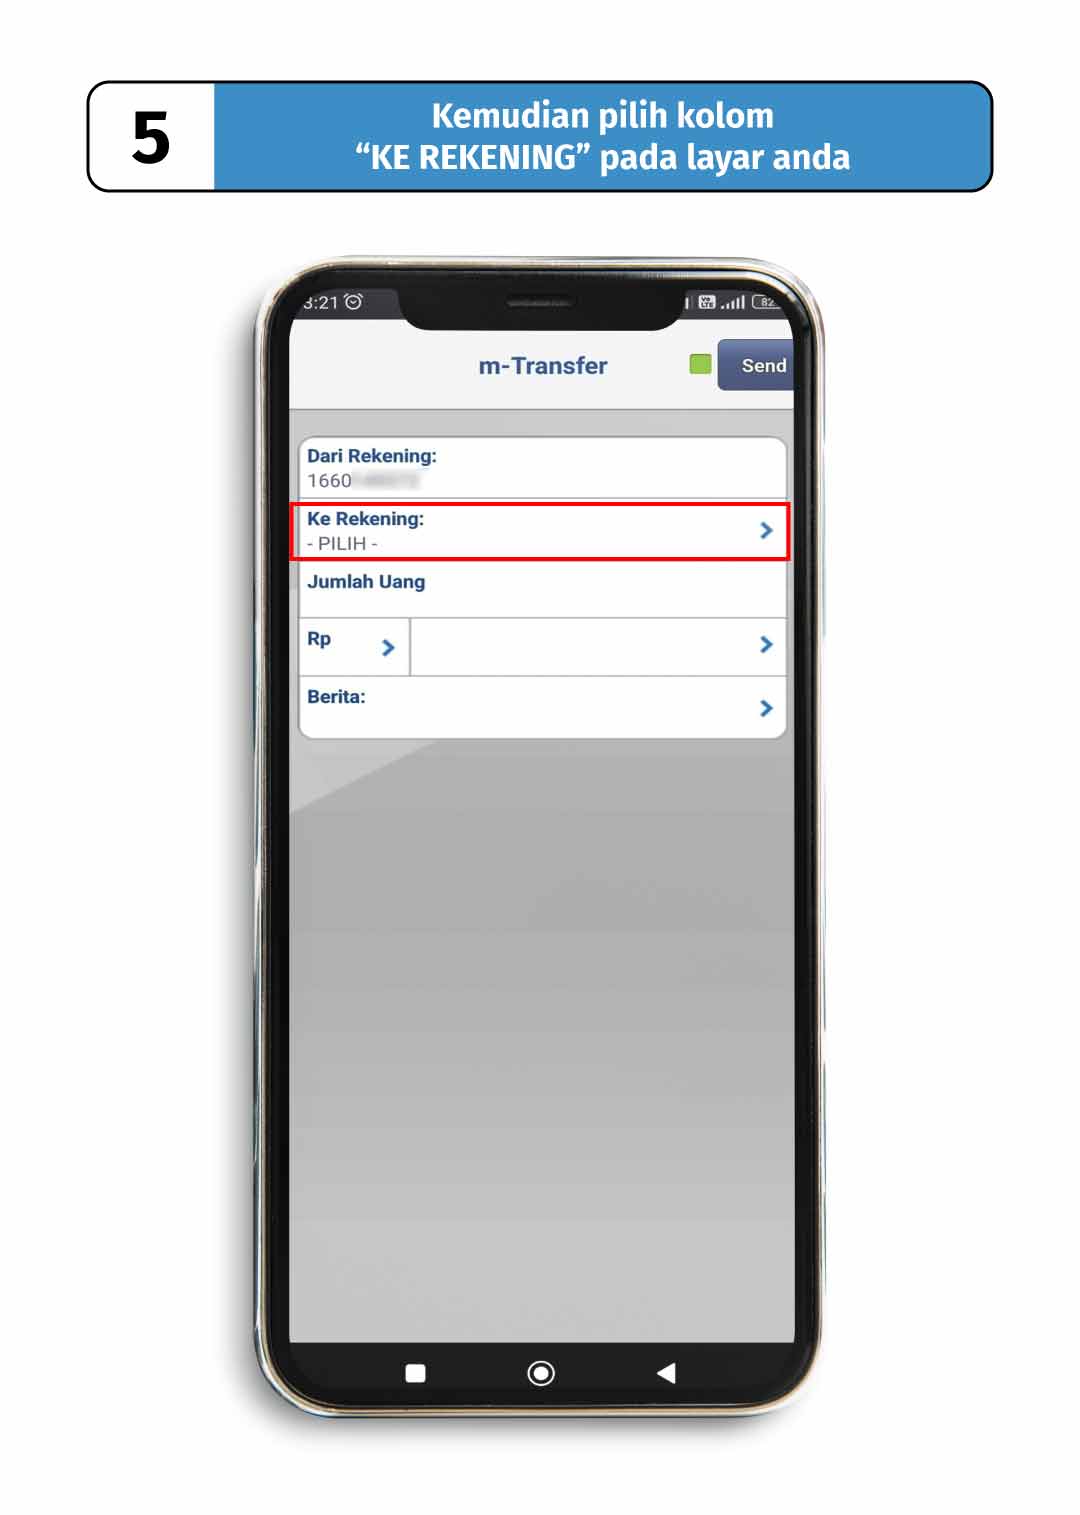 5
Kemudian pilih kolom
“KE REKENING” pada layar anda
3:21
82
m-Transfer
Send
Dari Rekening:
1660
Ke Rekening:
- PILIH -
Jumlah Uang
Rp
Berita: